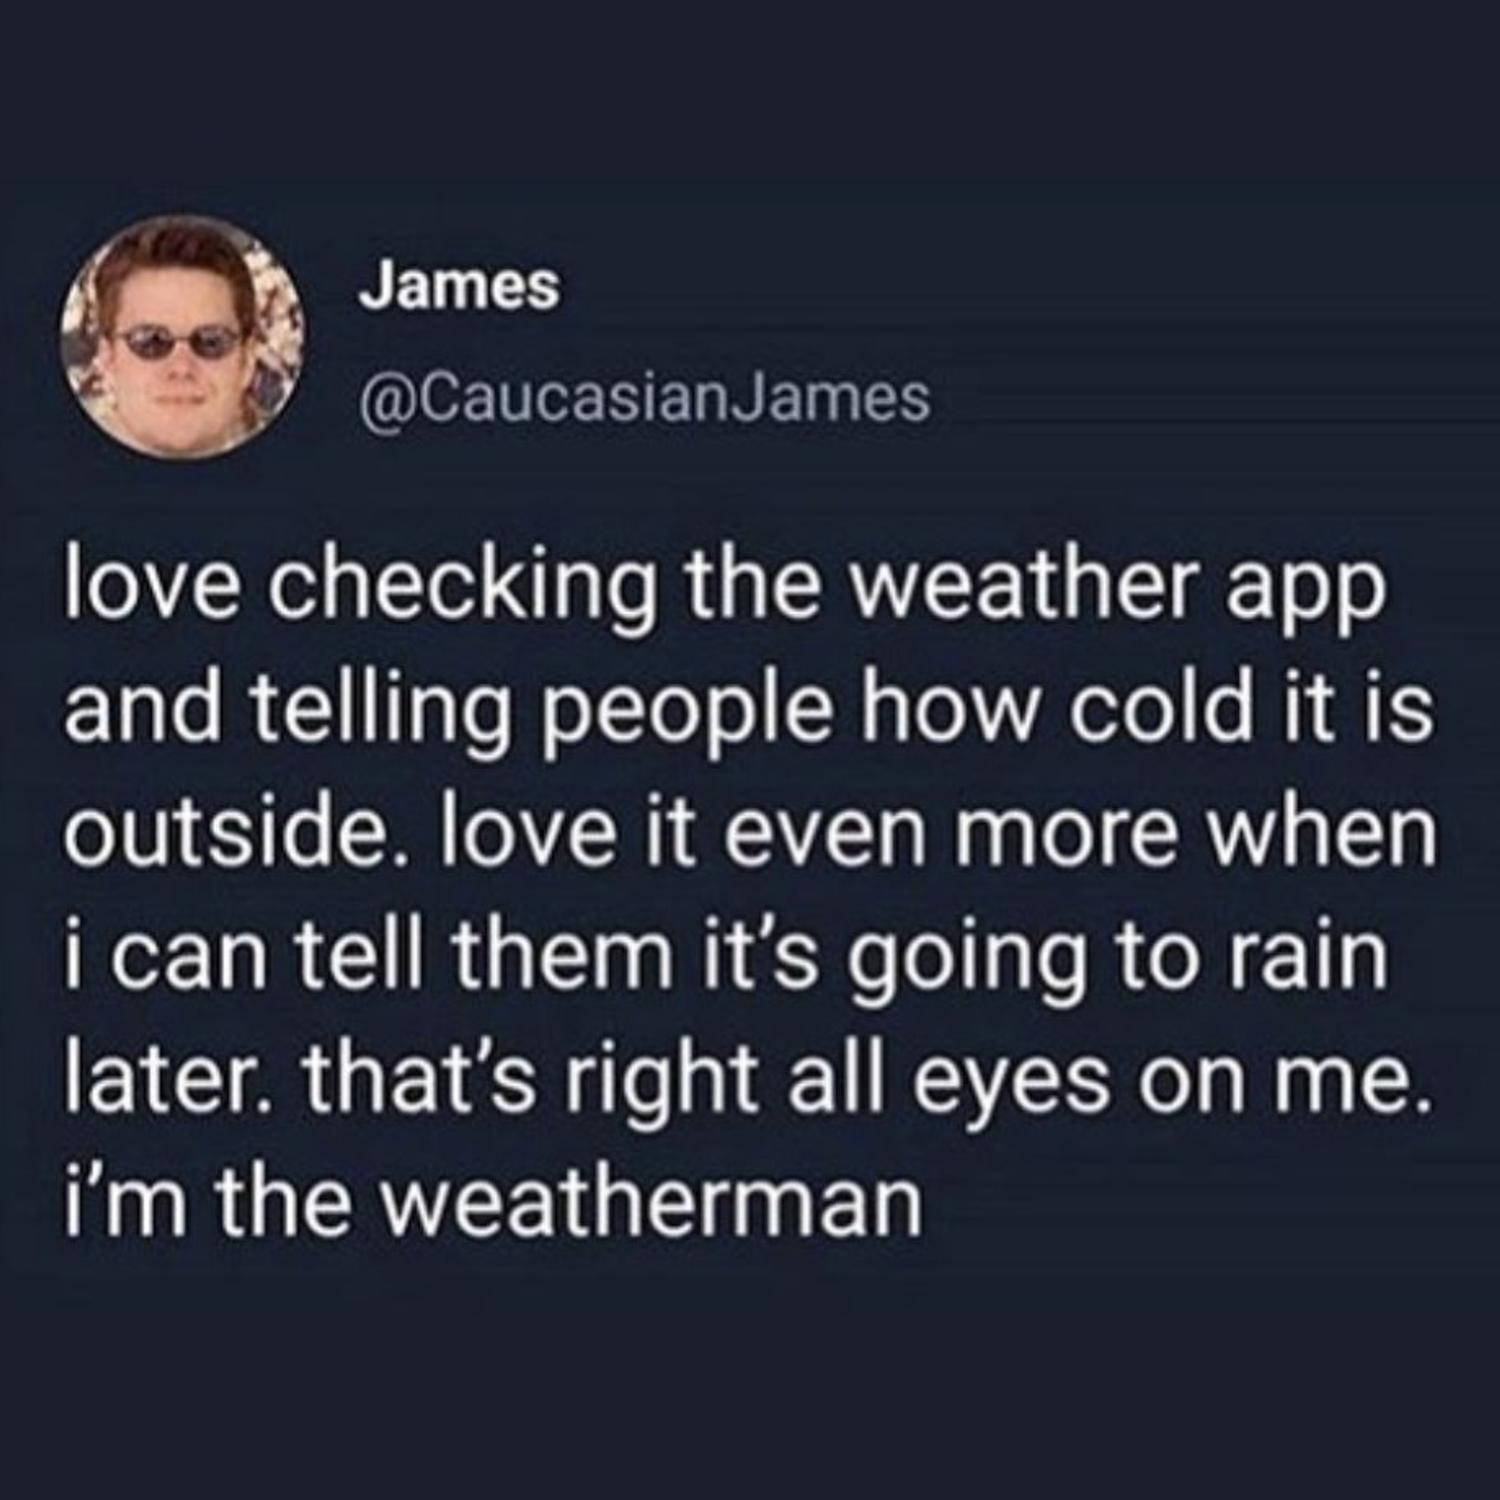 James
@CaucasianJames
love checking the weather app
and telling people how cold it is
outside. love it even more when
i can tell them it’s going to rain
later. that’s right all eyes on me.
i’m the weatherman